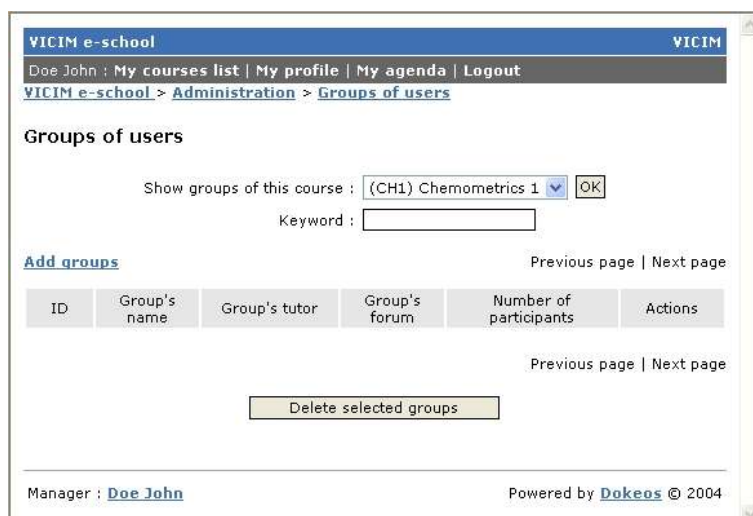 VICIM e-school VICIM
Doe John : My courses list | My profile | My agenda | Logout
VICIM e-school > Administration > Groups of users
Groups of users
Show groups of this course : (CH1) Chemometrics 1 OK
Keyword :
Add groups Previous page | Next page
ID Group's name Group's tutor Group's forum Number of participants Actions
Previous page | Next page
Delete selected groups
Manager : Doe John Powered by Dokeos © 2004